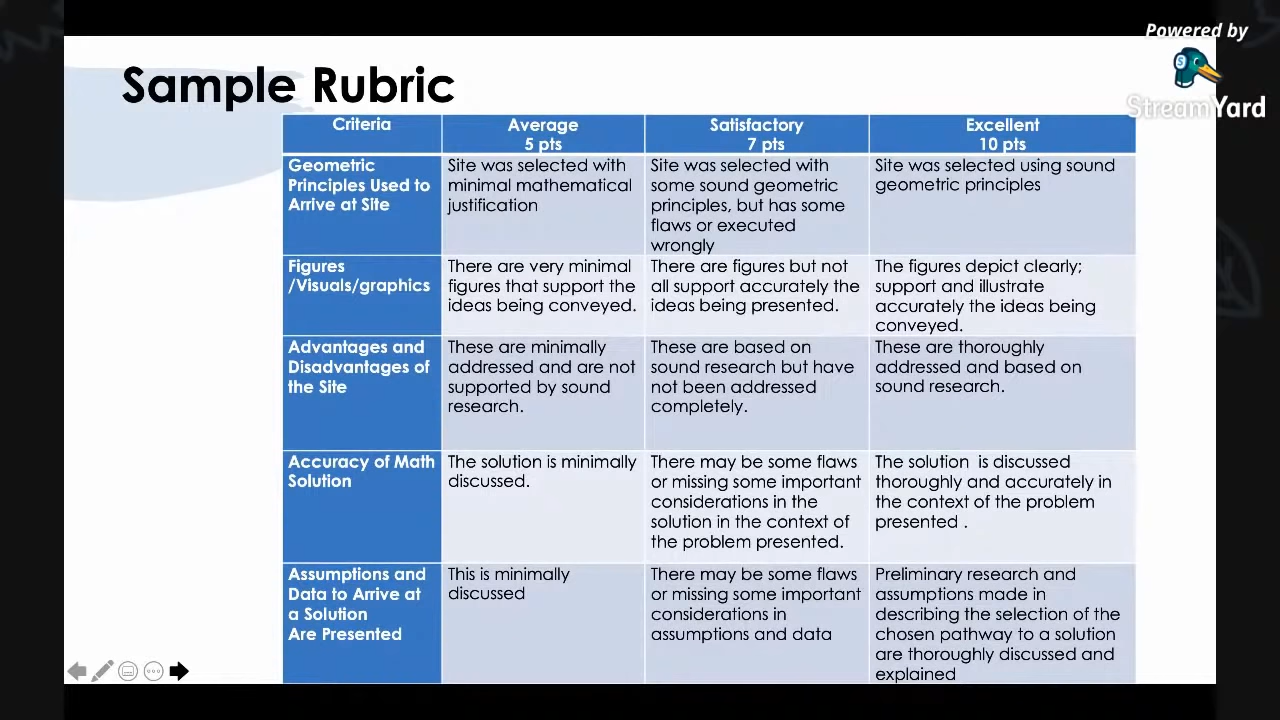 Powered by
StreamYard
Sample Rubric
Criteria
Average
5 pts
Satisfactory
7 pts
Excellent
10 pts
Geometric
Principles Used to
Arrive at Site
Site was selected with
minimal mathematical
justification
Site was selected with
some sound geometric
principles, but has some
flaws or executed
wrongly
Site was selected using sound
geometric principles
Figures
/Visuals/graphics
There are very minimal
figures that support the
ideas being conveyed.
There are figures but not
all support accurately the
ideas being presented.
The figures depict clearly;
support and illustrate
accurately the ideas being
conveyed.
Advantages and
Disadvantages of
the Site
These are minimally
addressed and are not
supported by sound
research.
These are based on
sound research but have
not been addressed
completely.
These are thoroughly
addressed and based on
sound research.
Accuracy of Math
Solution
The solution is minimally
discussed.
There may be some flaws
or missing some important
considerations in the
solution in the context of
the problem presented.
The solution  is discussed
thoroughly and accurately in
the context of the problem
presented .
Assumptions and
Data to Arrive at
a Solution
Are Presented
This is minimally
discussed
There may be some flaws
or missing some important
considerations in
assumptions and data
Preliminary research and
assumptions made in
describing the selection of the
chosen pathway to a solution
are thoroughly discussed and
explained